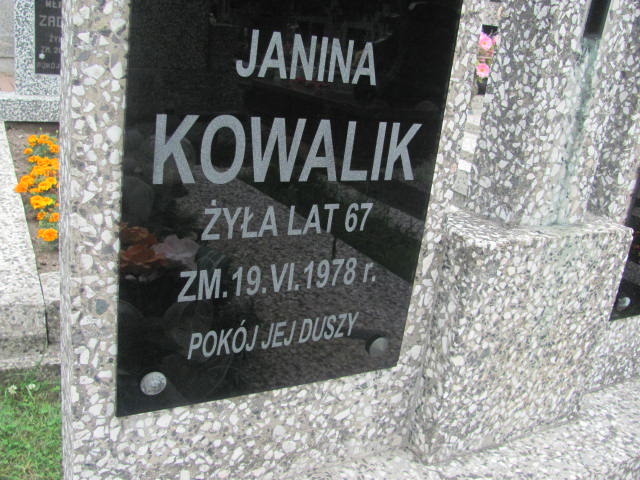 JANINA
KOWALIK
ŻYŁA LAT 67
ZM.19.VI.1978 r.
POKÓJ JEJ DUSZY